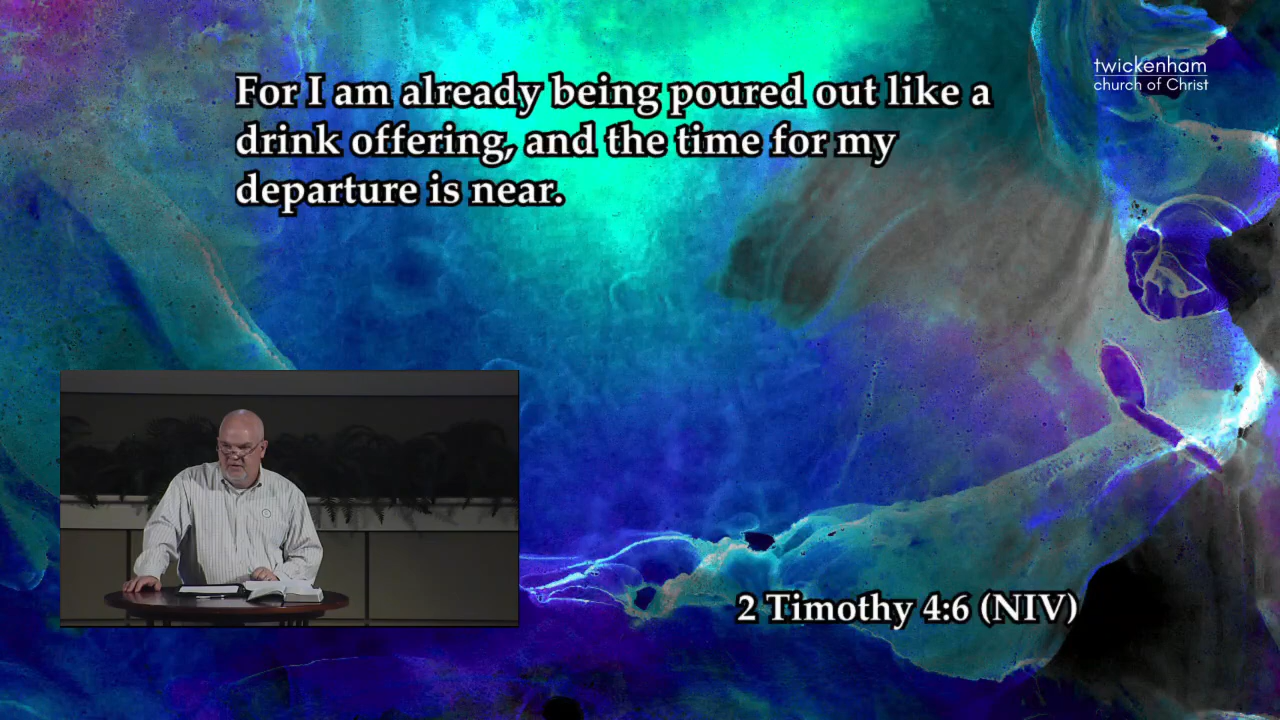 For I am already being poured out like a
drink offering, and the time for my
departure is near.
twickenham
church of Christ
2 Timothy 4:6 (NIV)